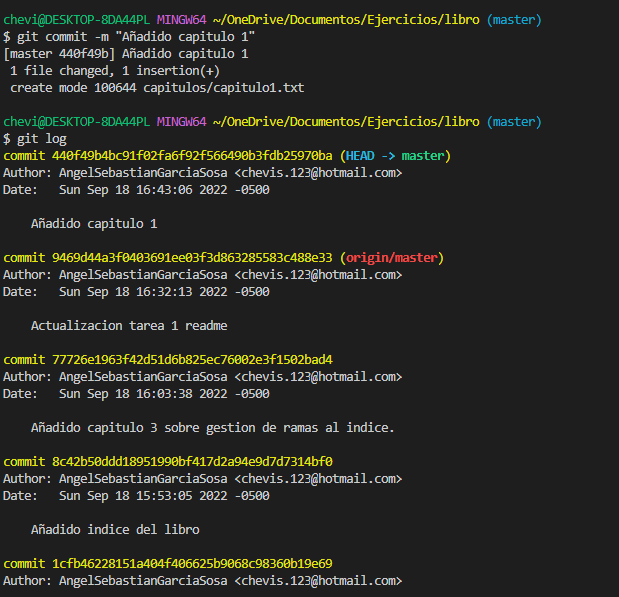 chevi@DESKTOP-8DA44PL MINGW64 ~/OneDrive/Documentos/Ejercicios/libro (master)
$ git commit -m "Añadido capitulo 1"
[master 440f49b] Añadido capitulo 1
 1 file changed, 1 insertion(+)
 create mode 100644 capitulos/capitulo1.txt
chevi@DESKTOP-8DA44PL MINGW64 ~/OneDrive/Documentos/Ejercicios/libro (master)
$ git log
commit 440f49b4bc91f02fa6f92f566490b3fdb25970ba (HEAD -> master)
Author: AngelSebastianGarciaSosa <chevis.123@hotmail.com>
Date:   Sun Sep 18 16:43:06 2022 -0500
    Añadido capitulo 1
commit 9469d44a3f0403691ee03f3d863285583c488e33 (origin/master)
Author: AngelSebastianGarciaSosa <chevis.123@hotmail.com>
Date:   Sun Sep 18 16:32:13 2022 -0500
    Actualizacion tarea 1 readme
commit 77726e1963f42d51d6b825ec76002e3f1502bad4
Author: AngelSebastianGarciaSosa <chevis.123@hotmail.com>
Date:   Sun Sep 18 16:03:38 2022 -0500
    Añadido capitulo 3 sobre gestion de ramas al indice.
commit 8c42b50ddd18951990bf417d2a94e9d7d7314bf0
Author: AngelSebastianGarciaSosa <chevis.123@hotmail.com>
Date:   Sun Sep 18 15:53:05 2022 -0500
    Añadido indice del libro
commit 1cfb46228151a404f406625b9068c98360b19e69
Author: AngelSebastianGarciaSosa <chevis.123@hotmail.com>